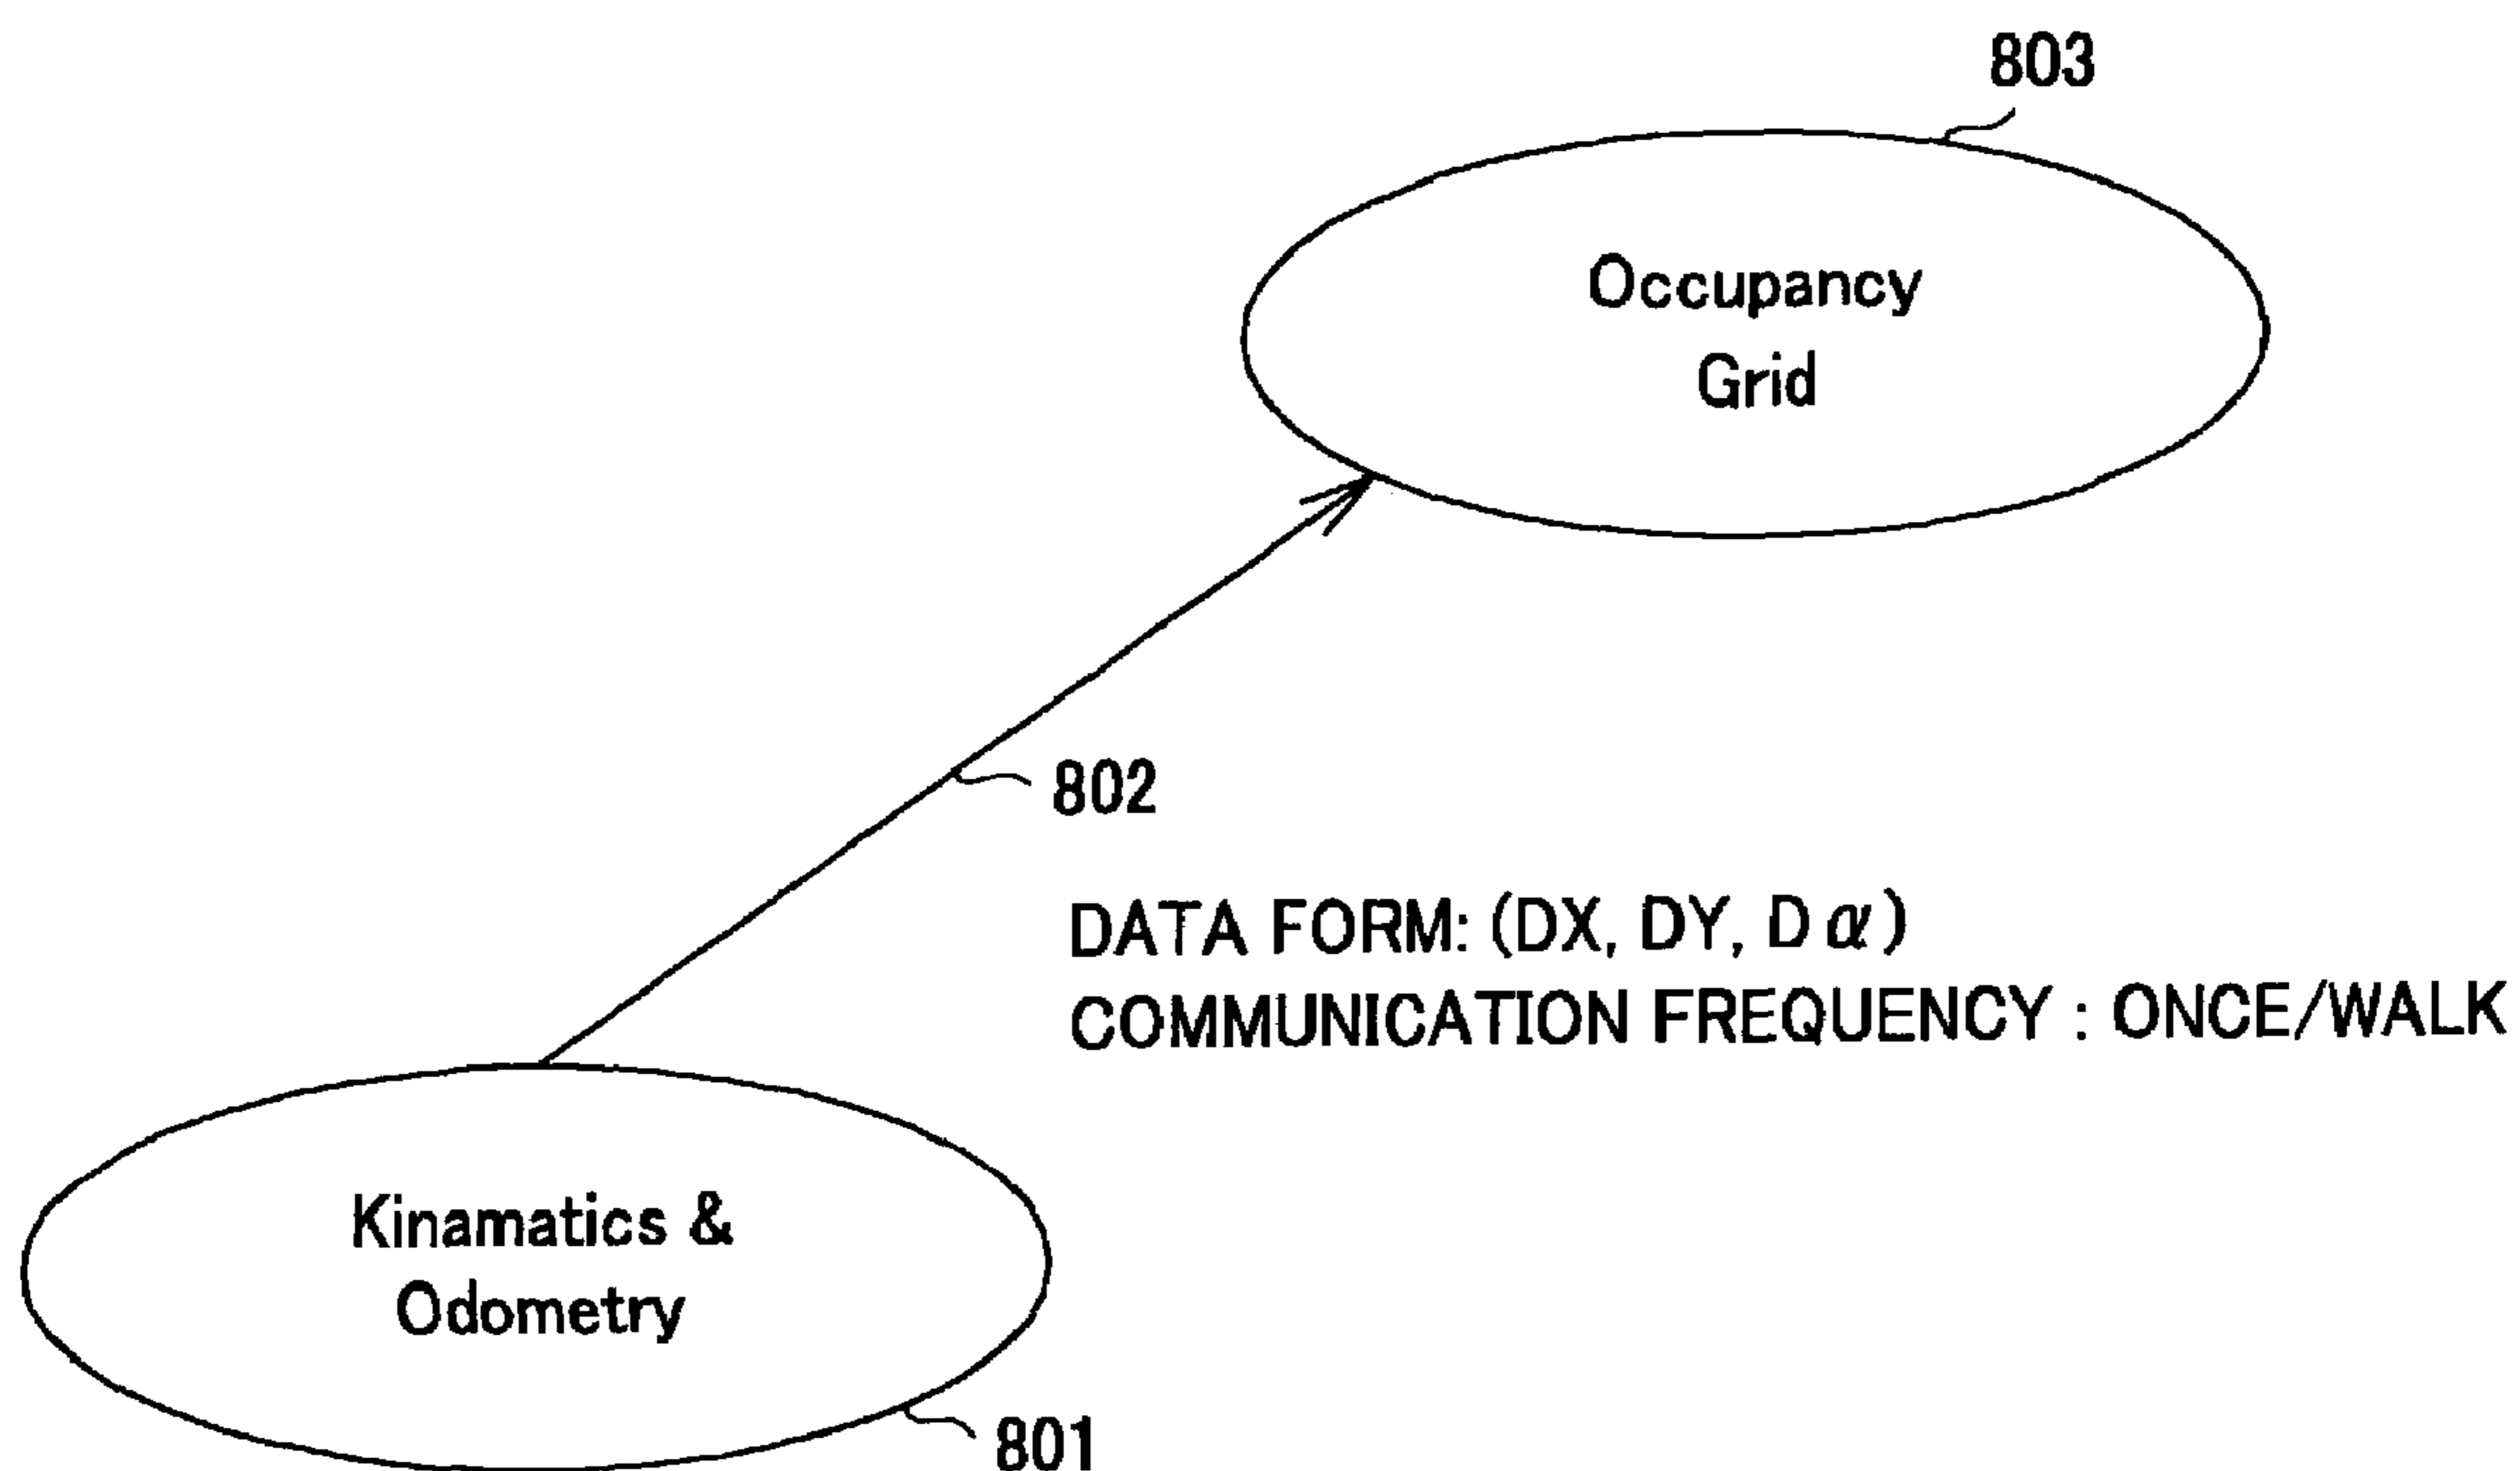 803
Occupancy
Grid
802
DATA FORM: (DX, DY, Dα)
COMMUNICATION FREQUENCY : ONCE/WALK
Kinamatics &
Odometry
801